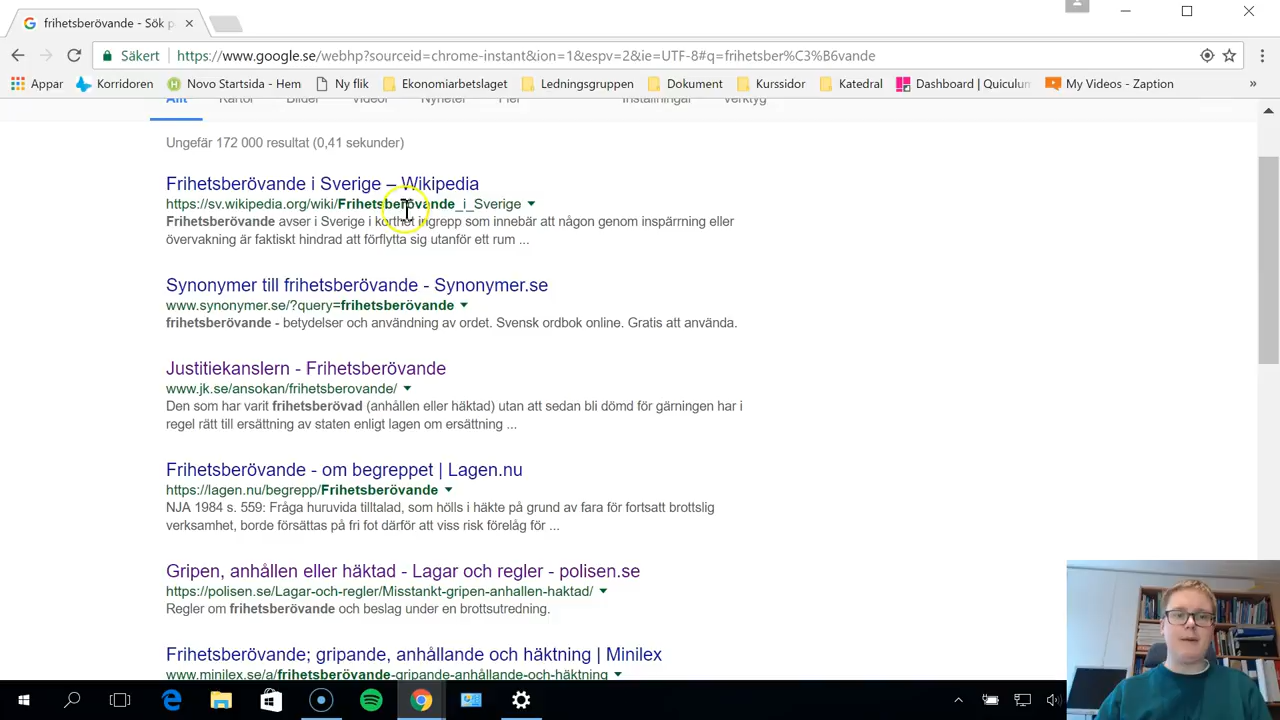 frihetsberövande - Sök p
Säkert https://www.google.se/webhp?sourceid=chrome-instant&ion=1&espv=2&ie=UTF-8#q=frihetsber%C3%B6vande
Appar Korridoren Novo Startsida - Hem Ny flik Ekonomiarbetslaget Ledningsgruppen Dokument Kurssidor Katedral Dashboard | Quiculum My Videos - Zaption »
Allt Kartor Bilder Videor Nyheter Fler Inställningar Verktyg
Ungefär 172 000 resultat (0,41 sekunder)
Frihetsberövande i Sverige – Wikipedia
https://sv.wikipedia.org/wiki/Frihetsberövande_i_Sverige
Frihetsberövande avser i Sverige i korthet ingrepp som innebär att någon genom inspärrning eller
övervakning är faktiskt hindrad att förflytta sig utanför ett rum ...
Synonymer till frihetsberövande - Synonymer.se
www.synonymer.se/?query=frihetsberövande
frihetsberövande - betydelser och användning av ordet. Svensk ordbok online. Gratis att använda.
Justitiekanslern - Frihetsberövande
www.jk.se/ansokan/frihetsberovande/
Den som har varit frihetsberövad (anhållen eller häktad) utan att sedan bli dömd för gärningen har i
regel rätt till ersättning av staten enligt lagen om ersättning ...
Frihetsberövande - om begreppet | Lagen.nu
https://lagen.nu/begrepp/Frihetsberövande
NJA 1984 s. 559: Fråga huruvida tilltalad, som hölls i häkte på grund av fara för fortsatt brottslig
verksamhet, borde försättas på fri fot därför att viss risk förelåg för ...
Gripen, anhållen eller häktad - Lagar och regler - polisen.se
https://polisen.se/Lagar-och-regler/Misstankt-gripen-anhallen-haktad/
Regler om frihetsberövande och beslag under en brottsutredning.
Frihetsberövande; gripande, anhållande och häktning | Minilex
www.minilex.se/a/frihetsberövande-gripande-anhållande-och-häktning